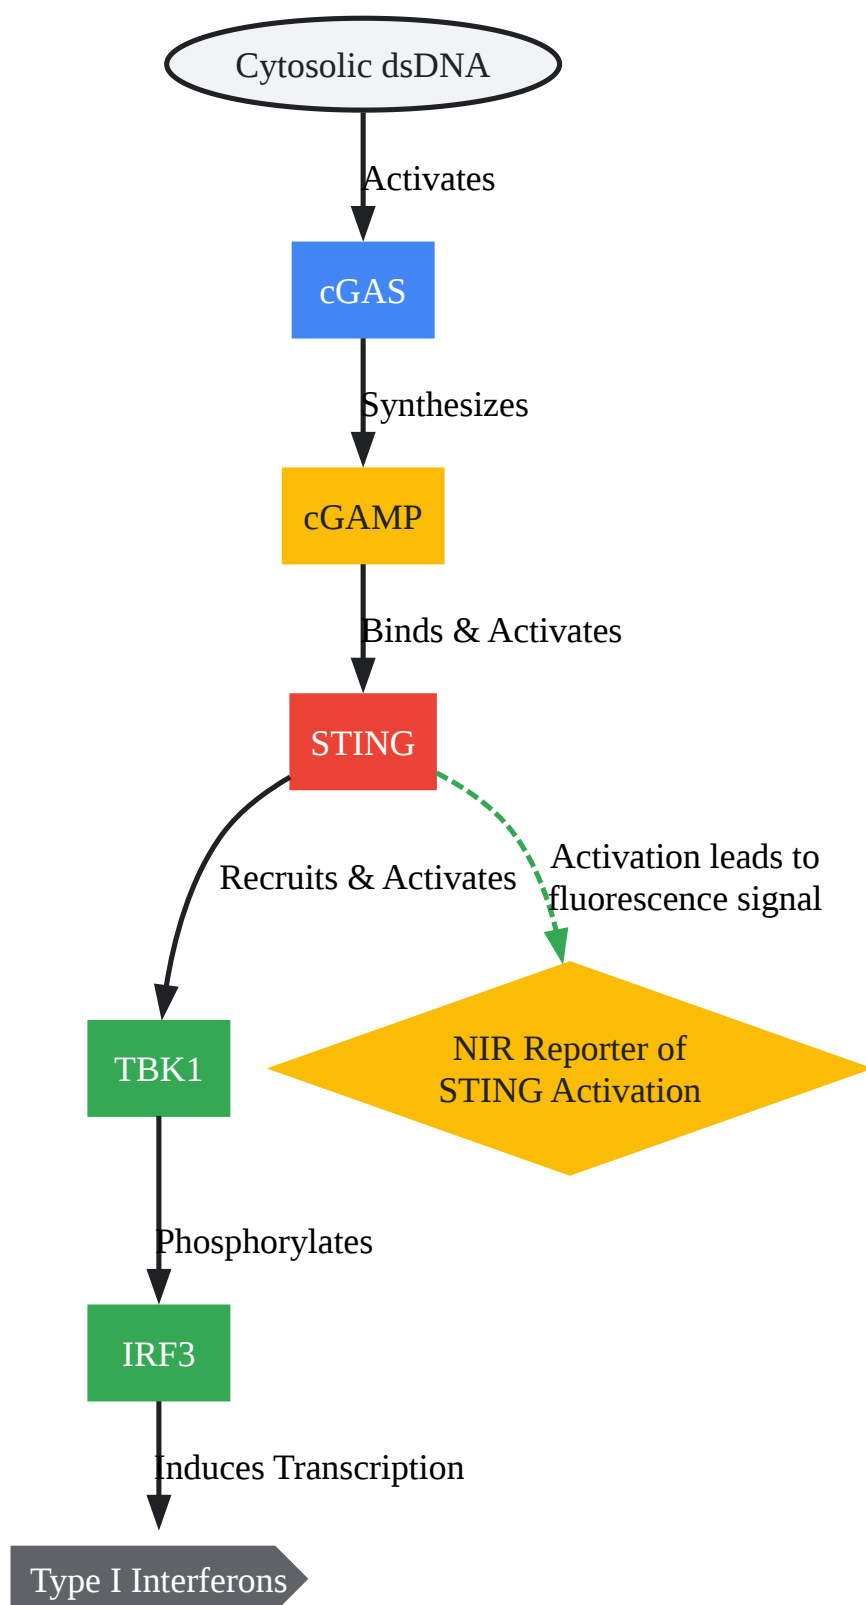 Cytosolic dsDNA
Activates
cGAS
Synthesizes
cGAMP
Binds & Activates
STING
Recruits & Activates
Activation leads to
fluorescence signal
NIR Reporter of
STING Activation
TBK1
Phosphorylates
IRF3
Induces Transcription
Type I Interferons